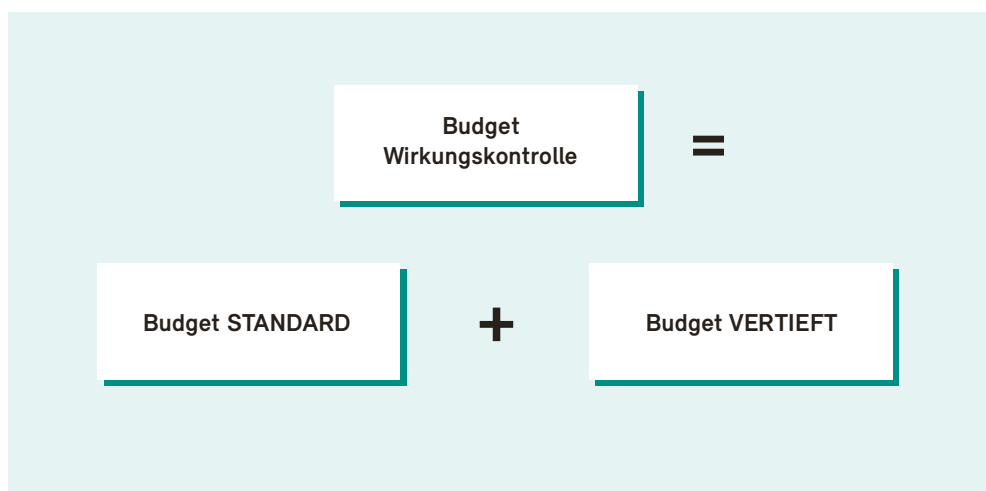 Budget
Wirkungskontrolle
=
Budget STANDARD
+
Budget VERTIEFT